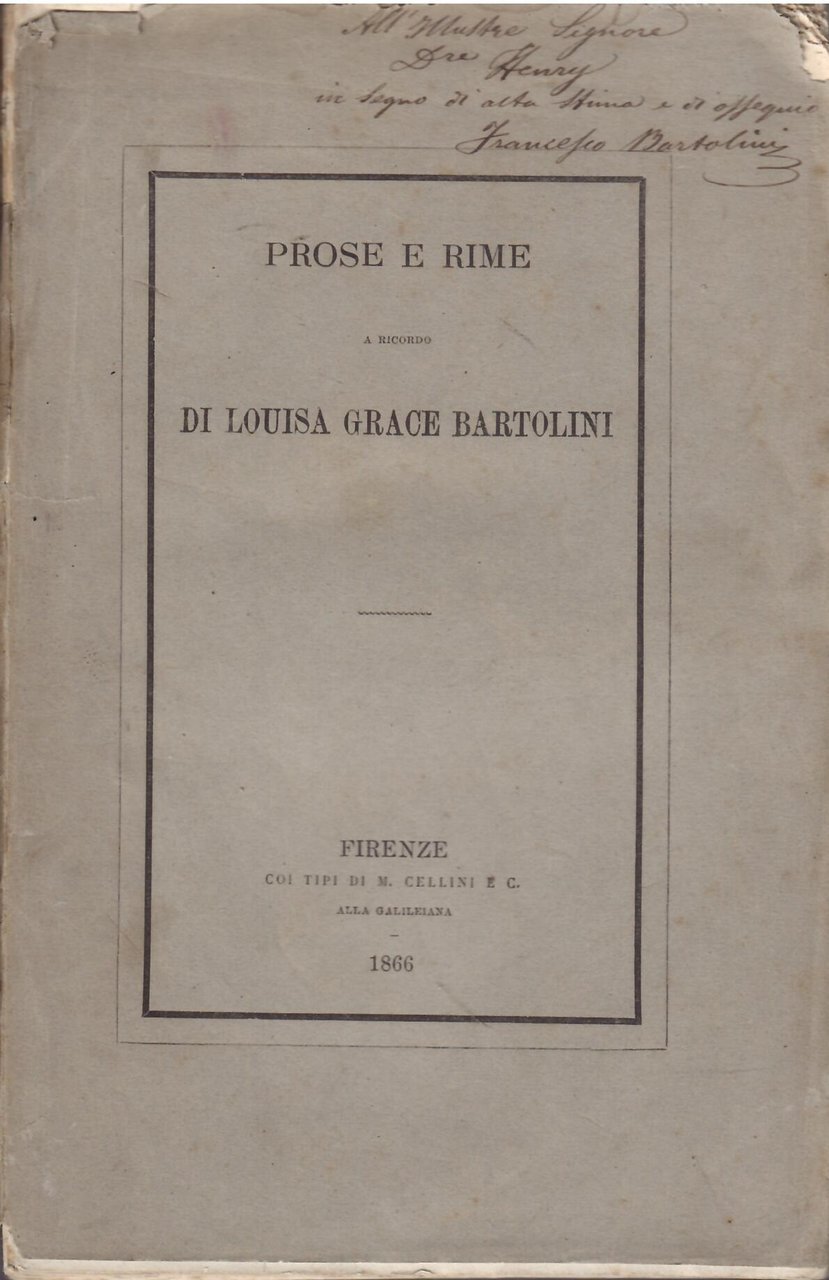 All'Illustre Signore
Dre Henry
in segno di alta stima e di ossequio
Francesco Bartolini
PROSE E RIME
A RICORDO
DI LOUISA GRACE BARTOLINI
FIRENZE
COI TIPI DI M. CELLINI E C.
ALLA GALILEIANA
1866